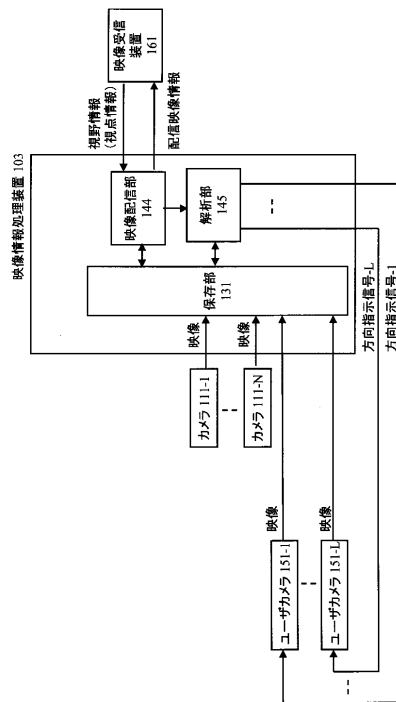 映像情報処理装置 103
映像受信
装置
161
視野情報
(視点情報)
配信映像情報
映像配信部
144
解析部
145
保存部
131
映像
映像
カメラ 111-1
カメラ 111-N
映像
映像
ユーザカメラ 151-1
ユーザカメラ 151-L
方向指示信号-L
方向指示信号-1